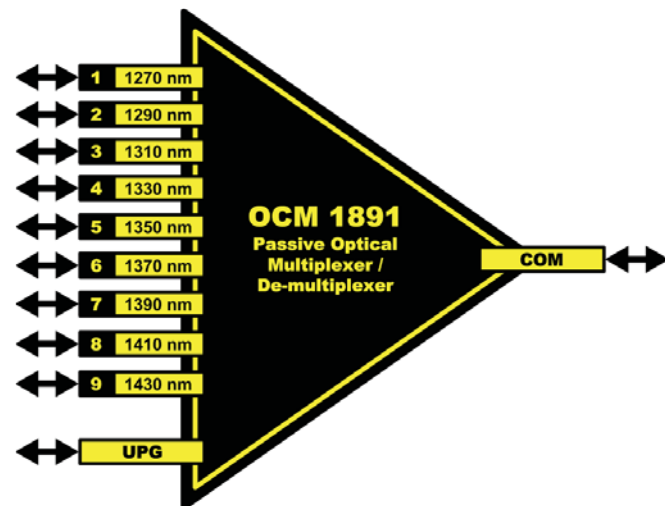 1 1270 nm
2 1290 nm
3 1310 nm
4 1330 nm
5 1350 nm
6 1370 nm
7 1390 nm
8 1410 nm
9 1430 nm
UPG
OCM 1891
Passive Optical
Multiplexer /
De-multiplexer
COM